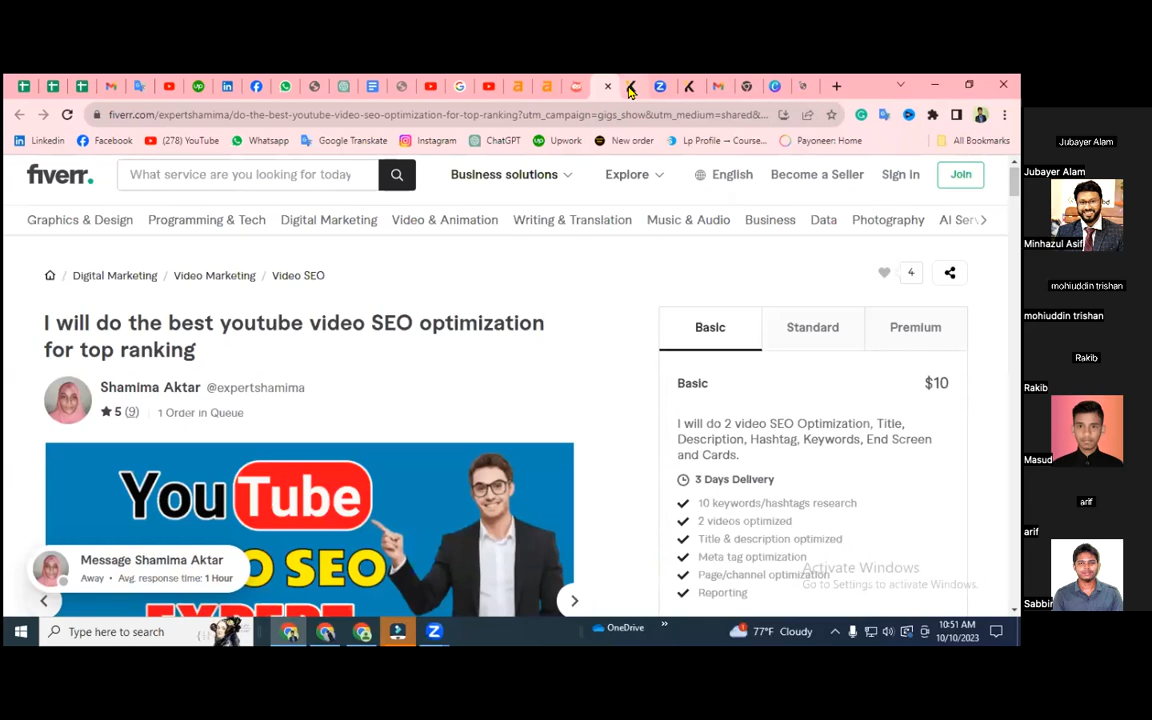 fiverr.com/expertshamima/do-the-best-youtube-video-seo-optimization-for-top-ranking?utm_campaign=gigs_show&utm_medium=shared&...
Linkedin
Facebook
(278) YouTube
Whatsapp
Google Translate
Instagram
ChatGPT
Upwork
New order
Lp Profile – Course...
Payoneer: Home
All Bookmarks
fiverr.
What service are you looking for today
Business solutions
Explore
English
Become a Seller
Sign in
Join
Graphics & Design
Programming & Tech
Digital Marketing
Video & Animation
Writing & Translation
Music & Audio
Business
Data
Photography
AI Serv
Digital Marketing / Video Marketing / Video SEO
4
I will do the best youtube video SEO optimization
for top ranking
Shamima Aktar @expertshamima
5 (9) | 1 Order in Queue
YouTube
O SEO
EXPERT
Message Shamima Aktar
Away • Avg. response time: 1 Hour
Basic
Standard
Premium
Basic
$10
I will do 2 video SEO Optimization, Title,
Description, Hashtag, Keywords, End Screen
and Cards.
3 Days Delivery
10 keywords/hashtags research
2 videos optimized
Title & description optimized
Meta tag optimization
Page/channel optimization
Reporting
Activate Windows
Go to Settings to activate Windows.
Type here to search
OneDrive
77°F Cloudy
10:51 AM
10/10/2023
Jubayer Alam
Jubayer Alam
Minhazul Asif
mohiuddin trishan
mohiuddin trishan
Rakib
Rakib
Masud
arif
arif
Sabbir